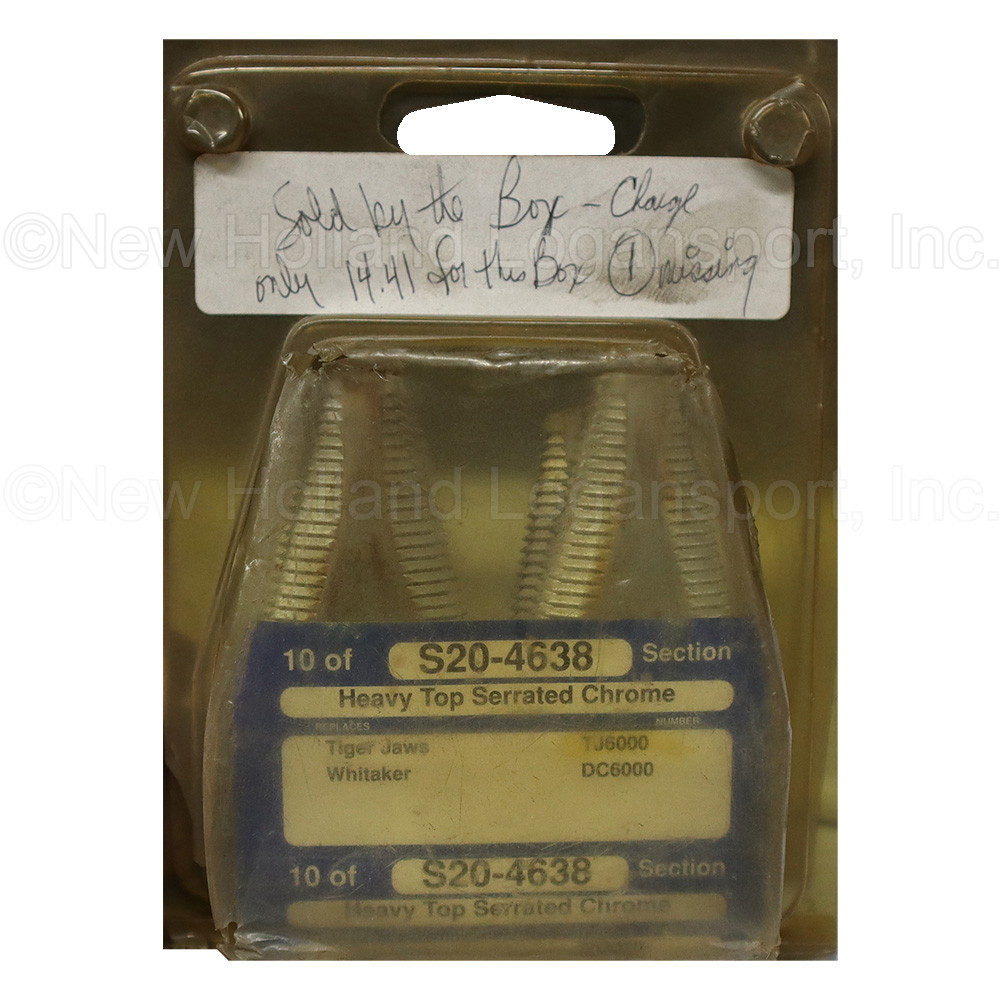 Sold by the Box - Charge
©New Holland Logansport, Inc.
only 14.41 for this Box 1 missing
©New Holland Logansport, Inc.
10 of S20-4638 Section
Heavy Top Serrated Chrome
REPLACES NUMBER
Tiger Jaws TJ6000
Whitaker DC6000
10 of S20-4638 Section
Heavy Top Serrated Chrome